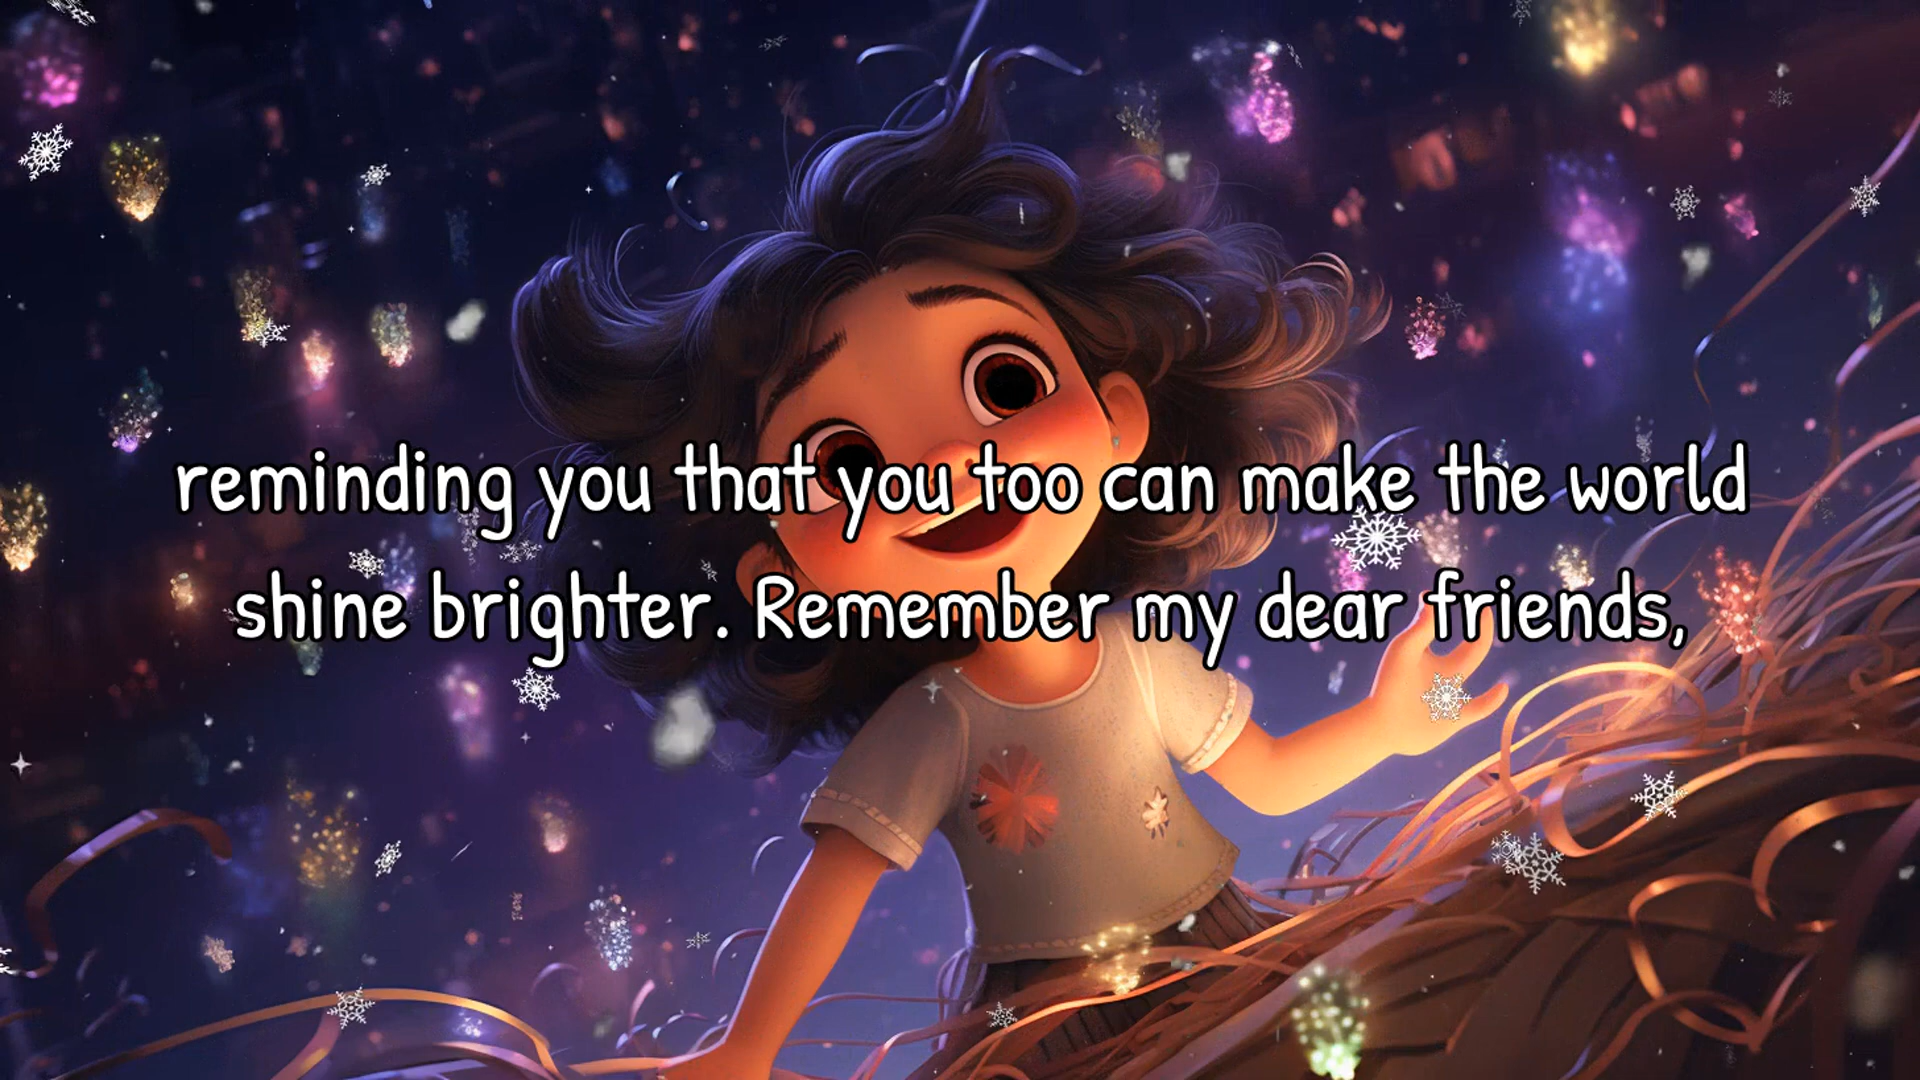 reminding you that you too can make the world
shine brighter. Remember my dear friends,